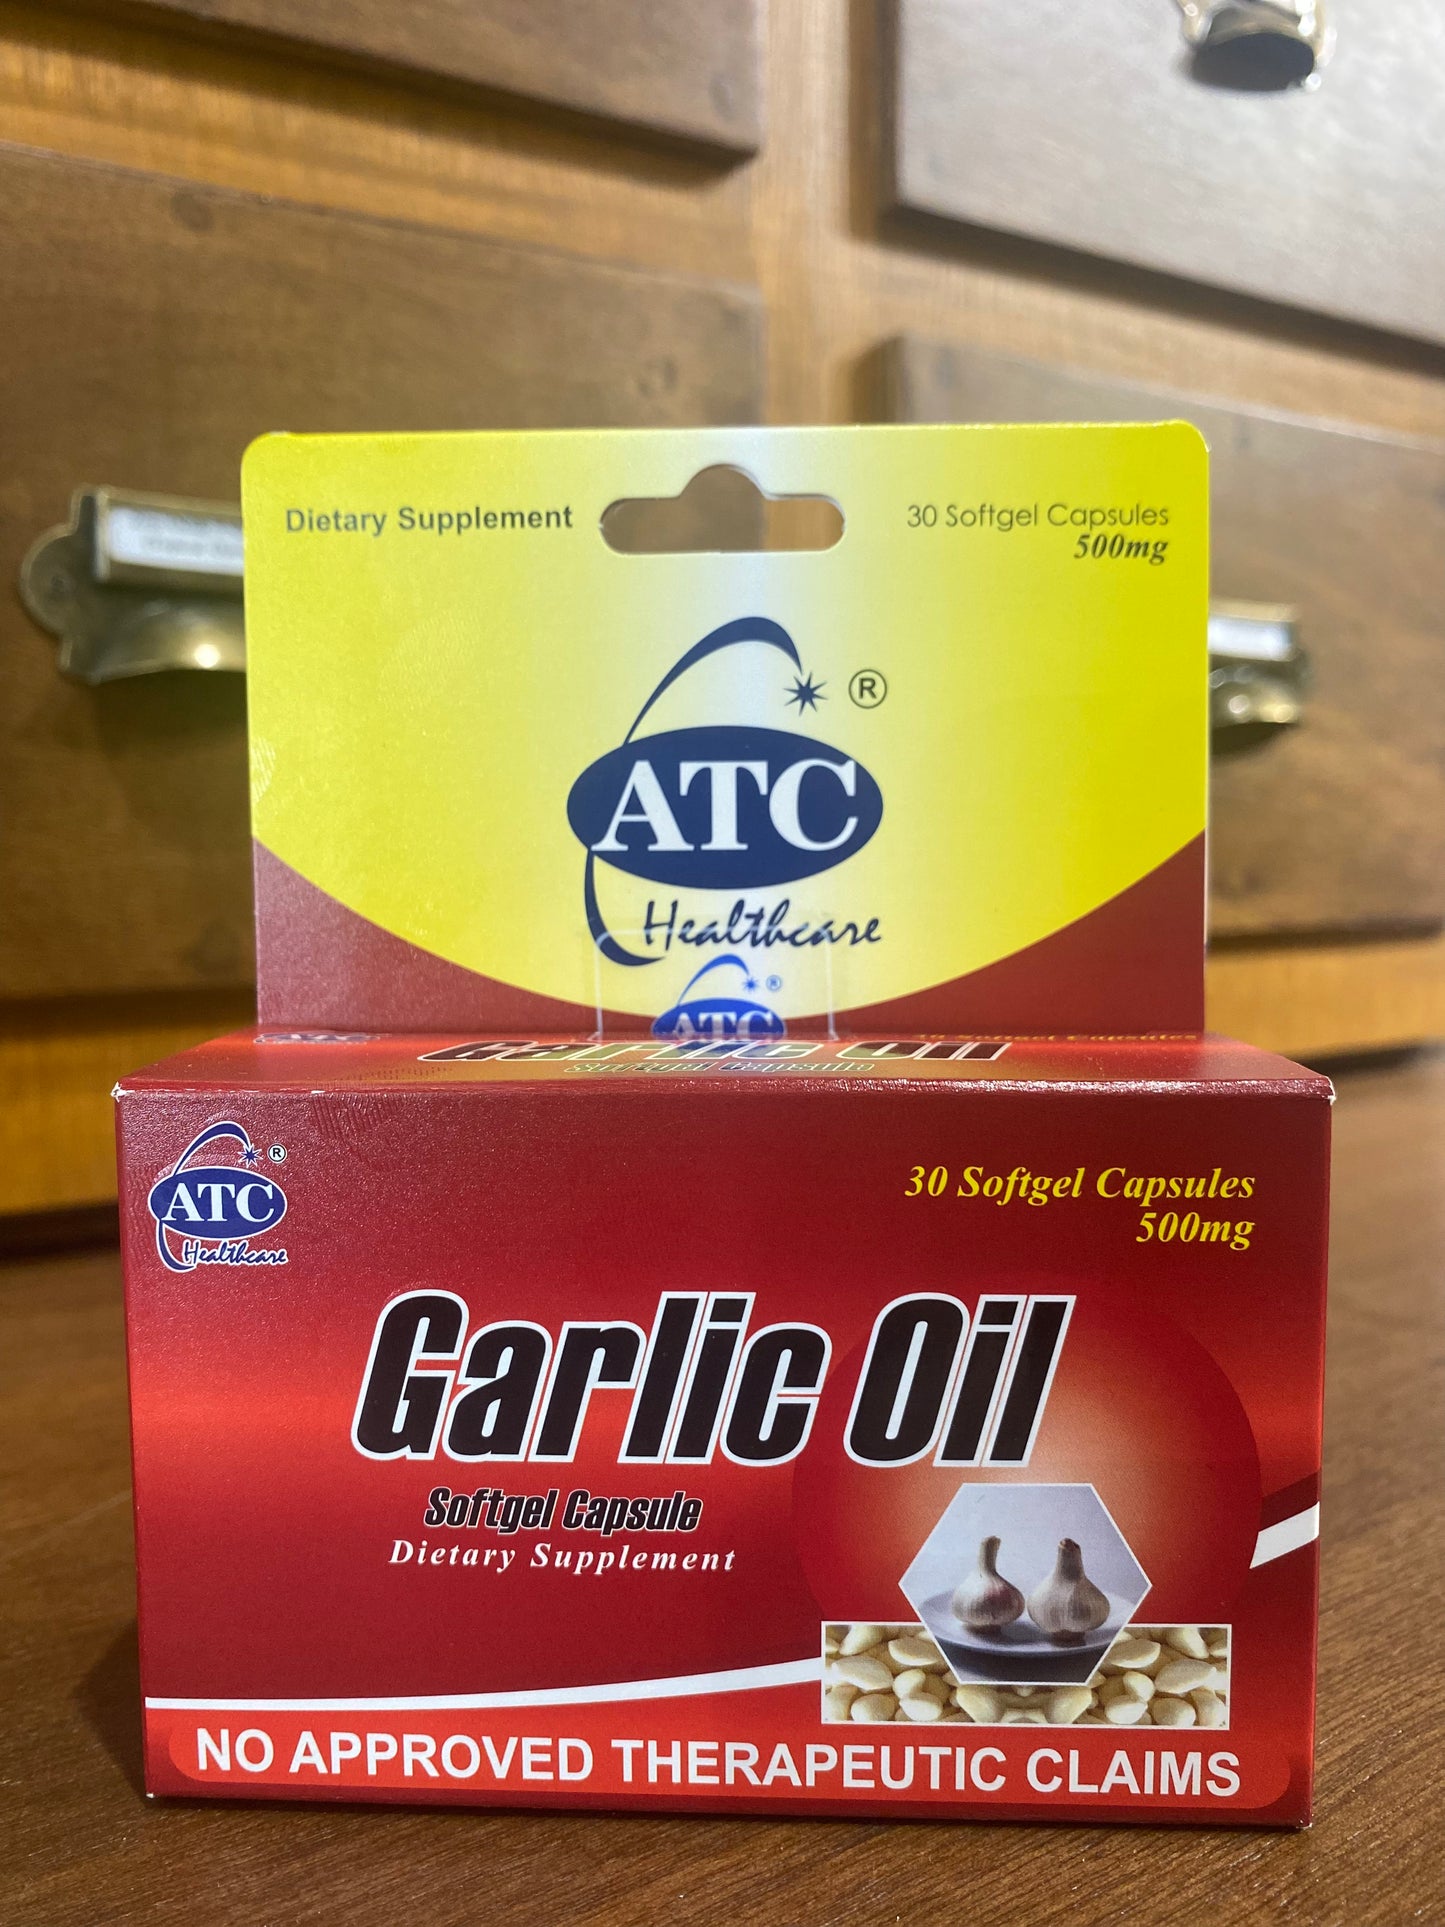 Dietary Supplement
30 Softgel Capsules
500mg
®
ATC
Healthcare
®
ATC
Garlic Oil
Softgel Capsule
ATC
Healthcare
®
30 Softgel Capsules
500mg
Garlic Oil
Softgel Capsule
Dietary Supplement
NO APPROVED THERAPEUTIC CLAIMS